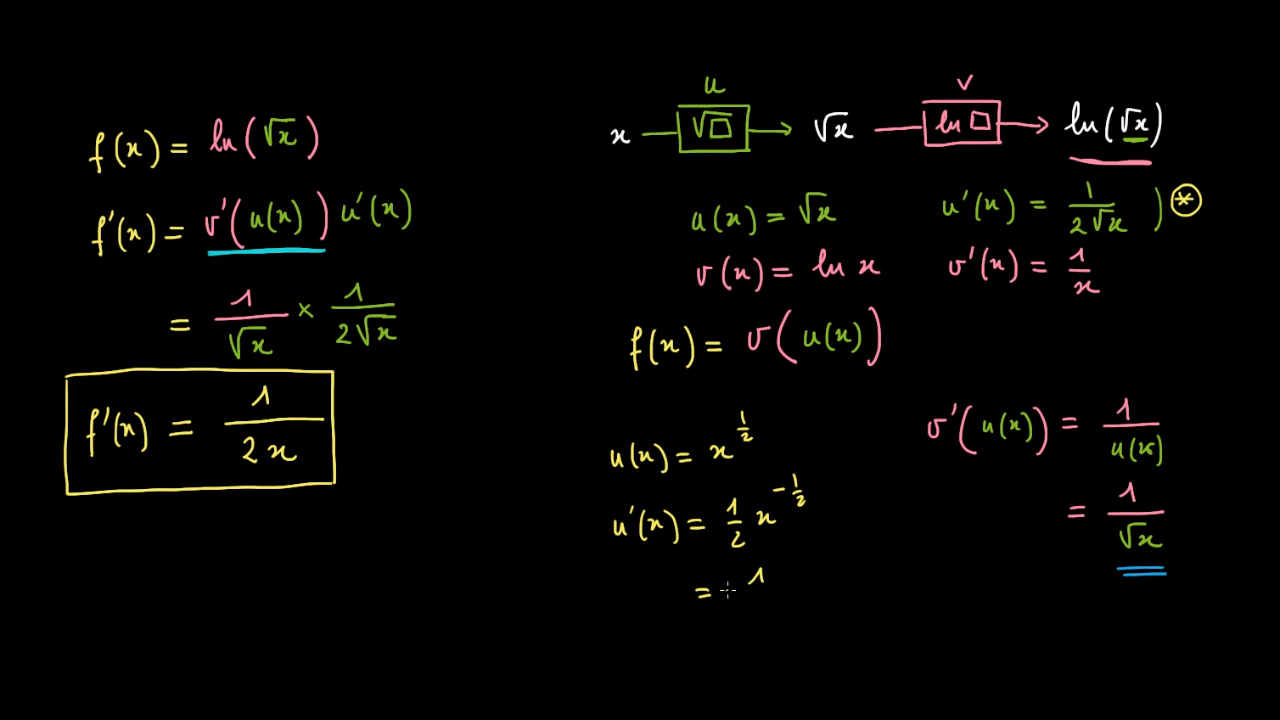 f(x) = ln(√x)
f'(x) = v'(u(x)) u'(x)
= 1/√x × 1/2√x
f'(x) = 1/2x
u v
x → √□ → √x → ln □ → ln(√x)
u(x) = √x u'(x) = 1/2√x ) *
v(x) = ln x v'(x) = 1/x
f(x) = v(u(x))
u(x) = x^1/2
u'(x) = 1/2 x^-1/2
= 1
v'(u(x)) = 1/u(x)
= 1/√x